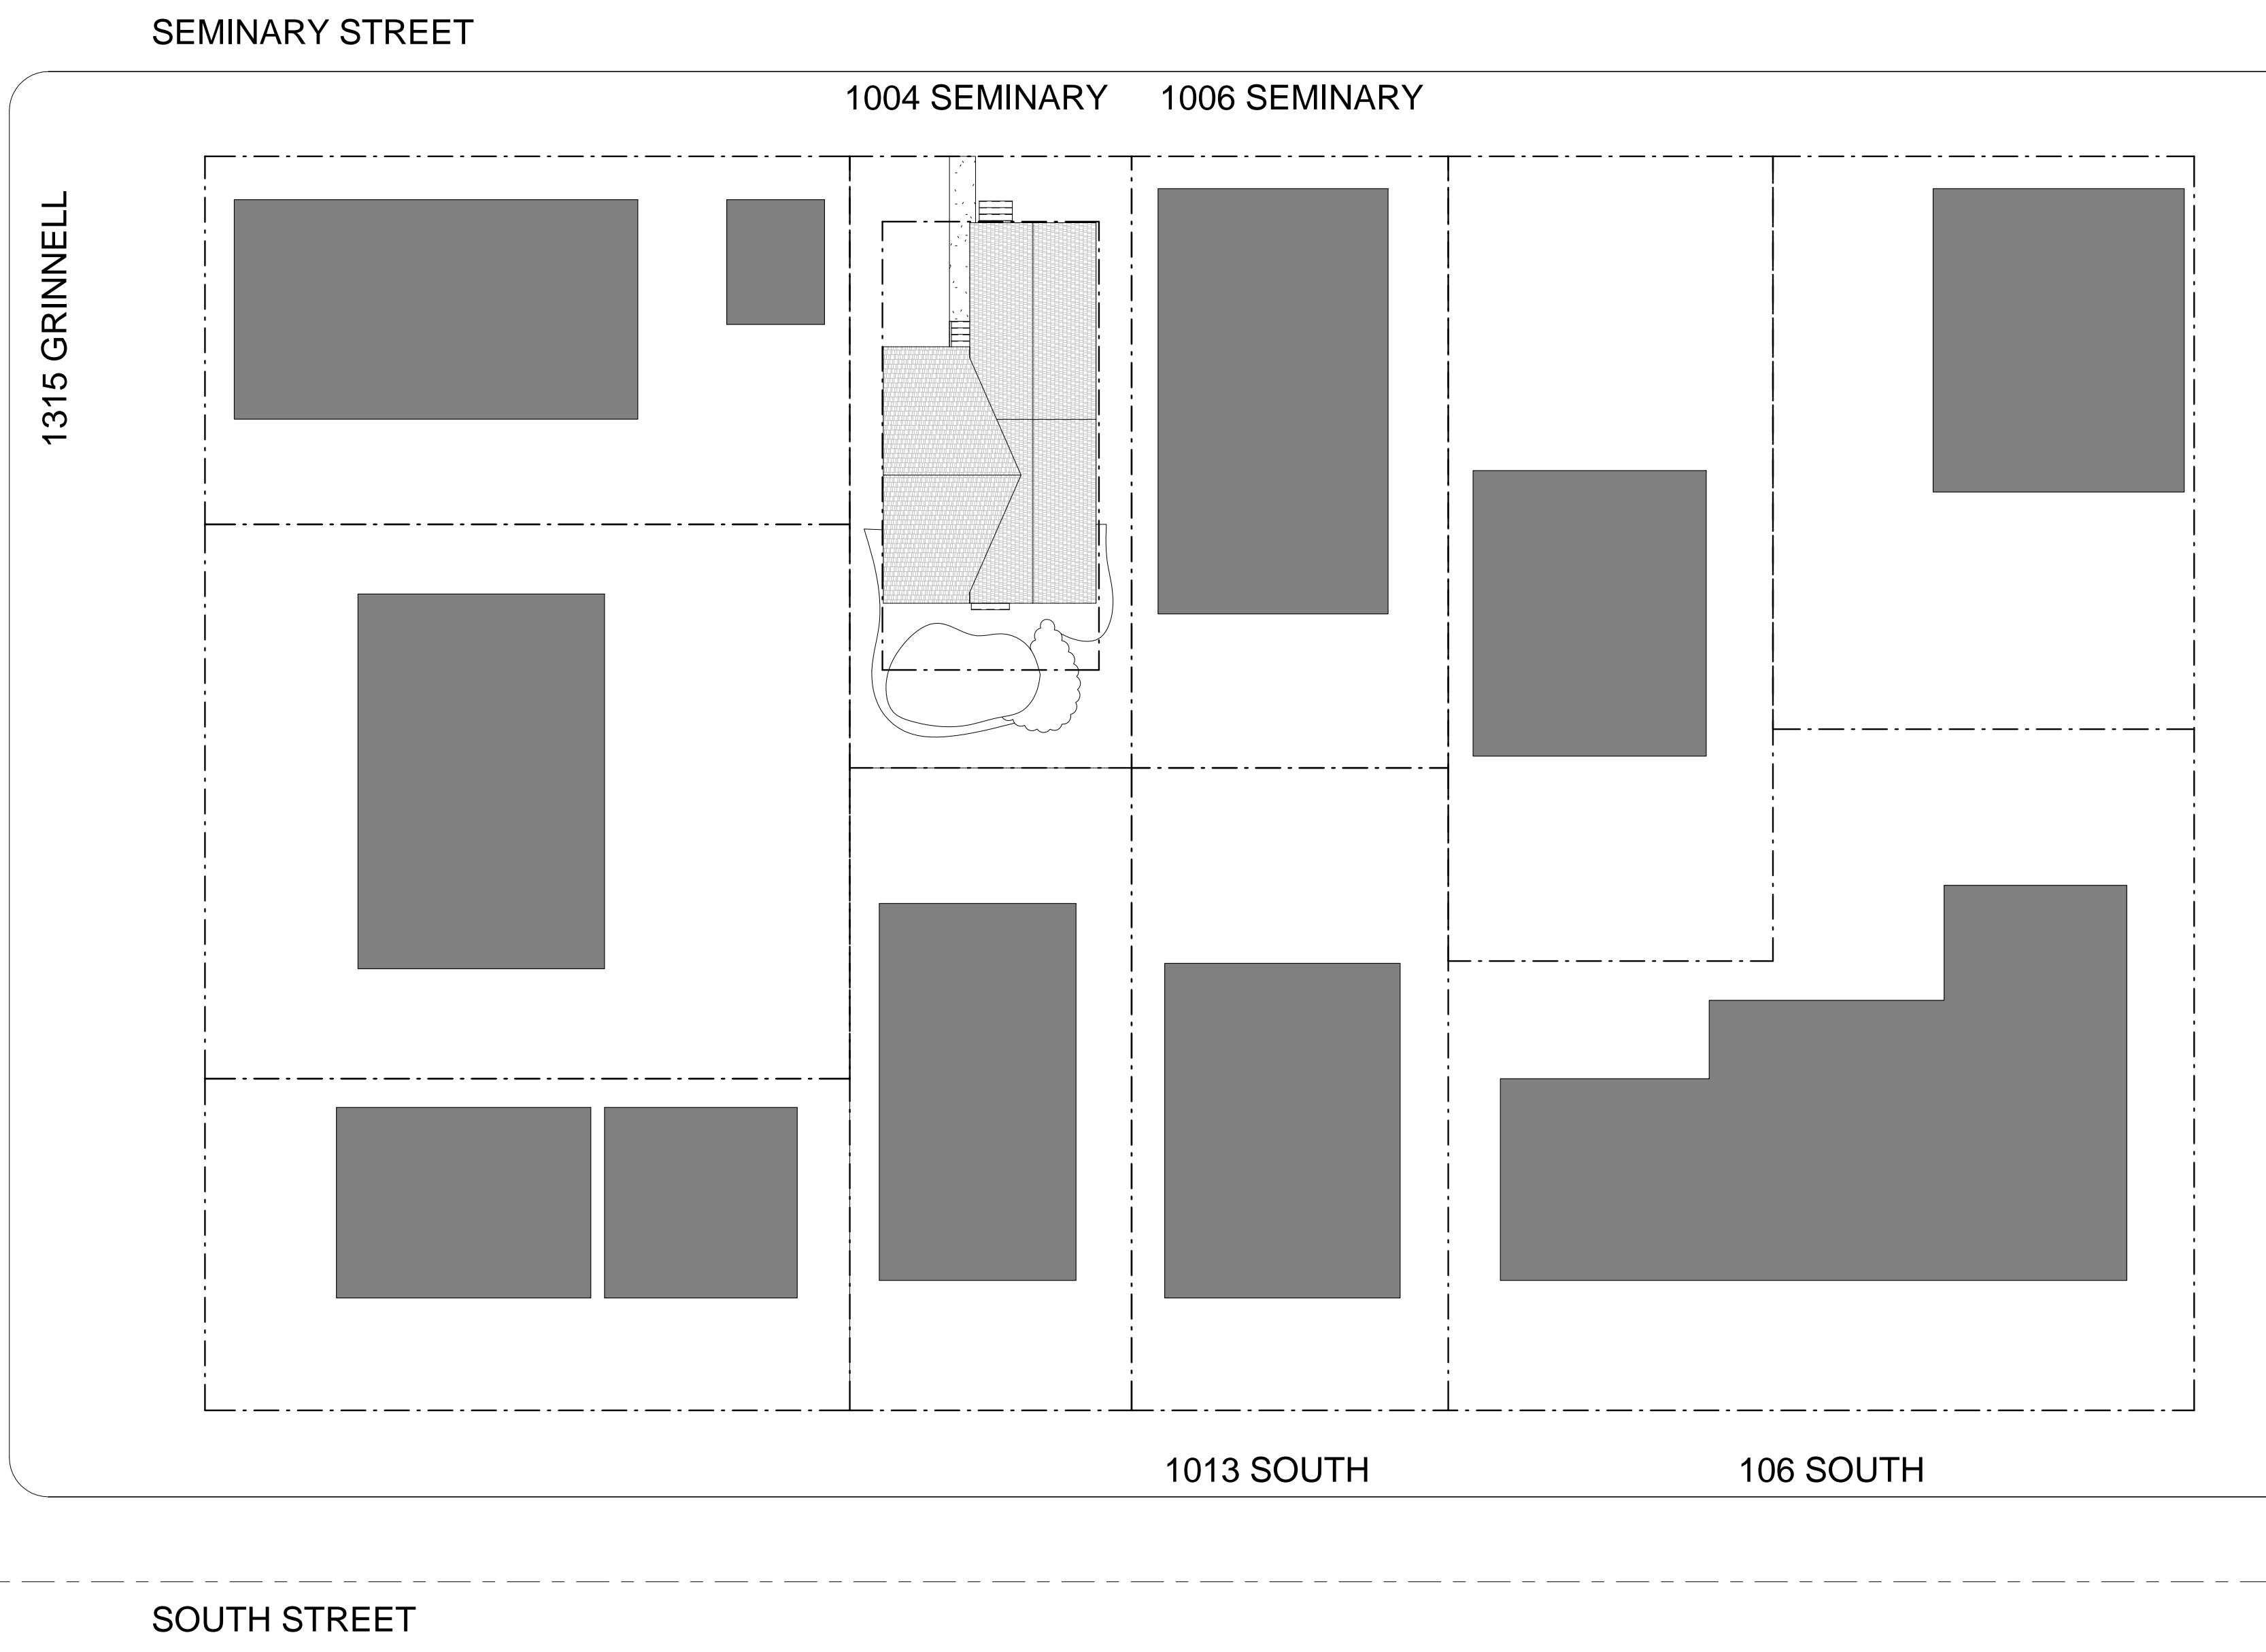 SEMINARY STREET
1004 SEMINARY
1006 SEMINARY
1315 GRINNELL
1013 SOUTH
106 SOUTH
SOUTH STREET